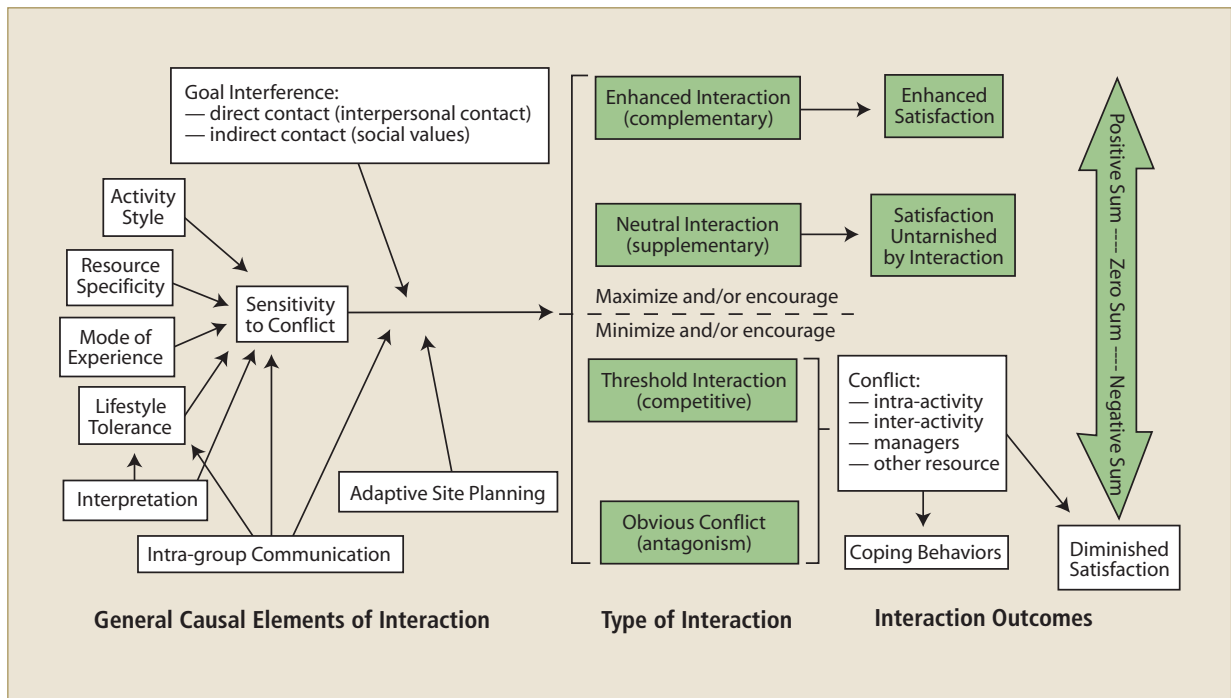 Goal Interference:
— direct contact (interpersonal contact)
— indirect contact (social values)
Activity
Style
Resource
Specificity
Mode of
Experience
Lifestyle
Tolerance
Interpretation
Intra-group Communication
Sensitivity
to Conflict
Adaptive Site Planning
General Causal Elements of Interaction
Enhanced Interaction
(complementary)
Neutral Interaction
(supplementary)
Maximize and/or encourage
Minimize and/or encourage
Threshold Interaction
(competitive)
Obvious Conflict
(antagonism)
Type of Interaction
Enhanced
Satisfaction
Satisfaction
Untarnished
by Interaction
Conflict:
— intra-activity
— inter-activity
— managers
— other resource
Coping Behaviors
Diminished
Satisfaction
Interaction Outcomes
Positive Sum ---- Zero Sum ---- Negative Sum